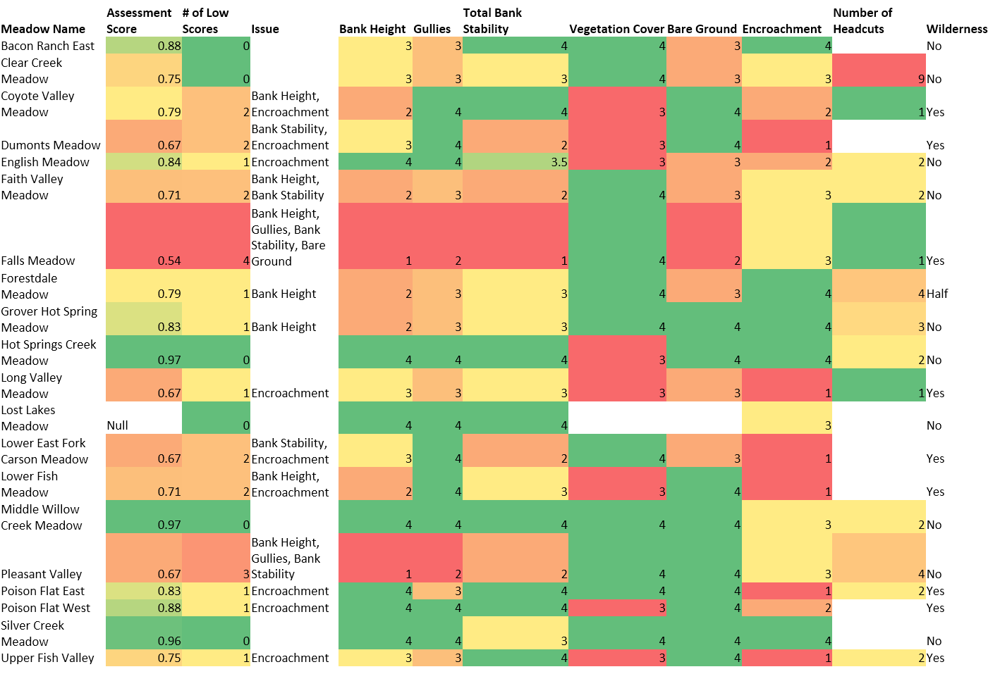 Assessment # of Low Total Bank Number of
Meadow Name Score Scores Issue Bank Height Gullies Stability Vegetation Cover Bare Ground Encroachment Headcuts Wilderness
Bacon Ranch East 0.88 0 3 3 4 4 3 4 No
Clear Creek
Meadow 0.75 0 3 3 3 4 3 3 9 No
Coyote Valley Bank Height,
Meadow 0.79 2 Encroachment 2 4 4 3 4 2 1 Yes
Bank Stability,
Dumonts Meadow 0.67 2 Encroachment 3 4 2 3 4 1 Yes
English Meadow 0.84 1 Encroachment 4 4 3.5 3 3 2 2 No
Faith Valley Bank Height,
Meadow 0.71 2 Bank Stability 2 3 2 4 3 3 2 No
Bank Height,
Gullies, Bank
Stability, Bare
Falls Meadow 0.54 4 Ground 1 2 1 4 2 3 1 Yes
Forestdale
Meadow 0.79 1 Bank Height 2 3 3 4 3 4 4 Half
Grover Hot Spring
Meadow 0.83 1 Bank Height 2 3 3 4 4 4 3 No
Hot Springs Creek
Meadow 0.97 0 4 4 4 3 4 4 2 No
Long Valley
Meadow 0.67 1 Encroachment 3 3 3 3 3 1 1 Yes
Lost Lakes
Meadow Null 0 4 4 4 3 No
Lower East Fork Bank Stability,
Carson Meadow 0.67 2 Encroachment 3 4 2 4 3 1 Yes
Lower Fish Bank Height,
Meadow 0.71 2 Encroachment 2 4 3 3 4 1 Yes
Middle Willow
Creek Meadow 0.97 0 4 4 4 4 4 3 2 No
Bank Height,
Gullies, Bank
Pleasant Valley 0.67 3 Stability 1 2 2 4 4 3 4 No
Poison Flat East 0.83 1 Encroachment 4 3 4 4 4 1 2 Yes
Poison Flat West 0.88 1 Encroachment 4 4 4 3 4 2 Yes
Silver Creek
Meadow 0.96 0 4 4 3 4 4 4 No
Upper Fish Valley 0.75 1 Encroachment 3 3 4 3 4 1 2 Yes